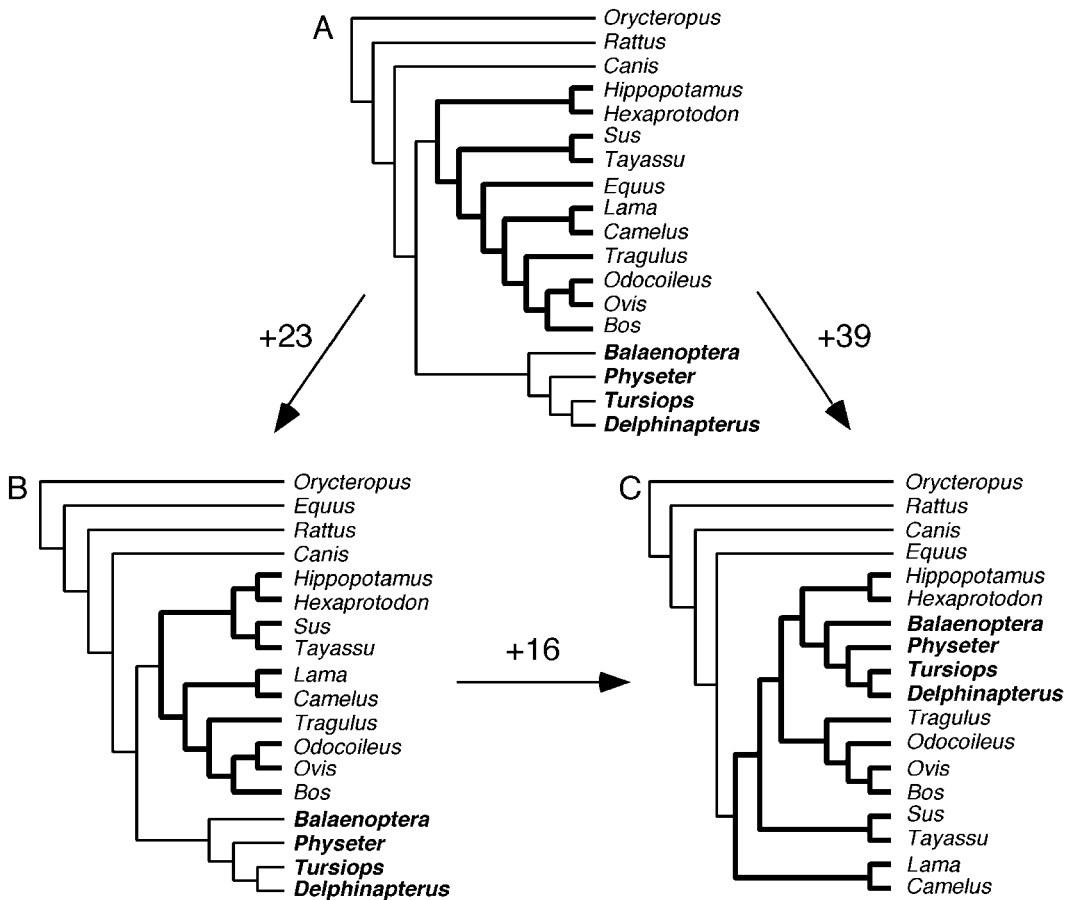 A
Orycteropus
Rattus
Canis
Hippopotamus
Hexaprotodon
Sus
Tayassu
Equus
Lama
Camelus
Tragulus
Odocoileus
Ovis
Bos
Balaenoptera
Physeter
Tursiops
Delphinapterus
+23
+39
B
Orycteropus
Equus
Rattus
Canis
Hippopotamus
Hexaprotodon
Sus
Tayassu
Lama
Camelus
Tragulus
Odocoileus
Ovis
Bos
Balaenoptera
Physeter
Tursiops
Delphinapterus
+16
C
Orycteropus
Rattus
Canis
Equus
Hippopotamus
Hexaprotodon
Balaenoptera
Physeter
Tursiops
Delphinapterus
Tragulus
Odocoileus
Ovis
Bos
Sus
Tayassu
Lama
Camelus